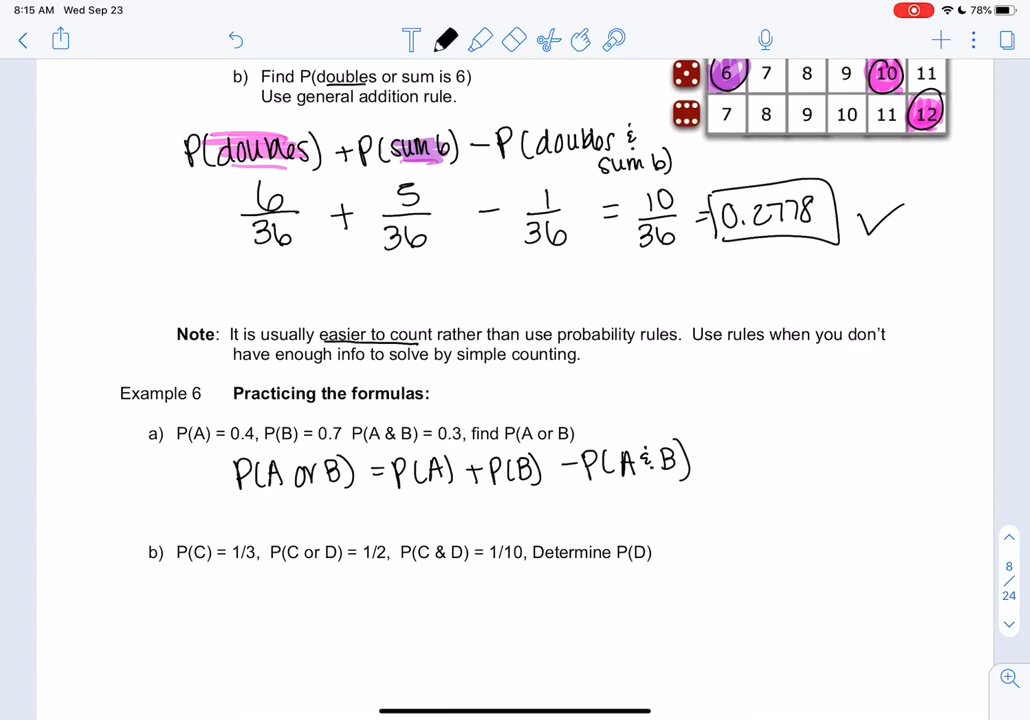 8:15 AM Wed Sep 23
78%
b) Find P(doubles or sum is 6)
Use general addition rule.
6 7 8 9 10 11
7 8 9 10 11 12
P(doubles) + P(sum 6) - P(doubles & sum 6)
6/36 + 5/36 - 1/36 = 10/36 = 0.2778 ✓
Note: It is usually easier to count rather than use probability rules. Use rules when you don't
have enough info to solve by simple counting.
Example 6 Practicing the formulas:
a) P(A) = 0.4, P(B) = 0.7 P(A & B) = 0.3, find P(A or B)
P(A or B) = P(A) + P(B) - P(A & B)
b) P(C) = 1/3, P(C or D) = 1/2, P(C & D) = 1/10, Determine P(D)
8
/
24